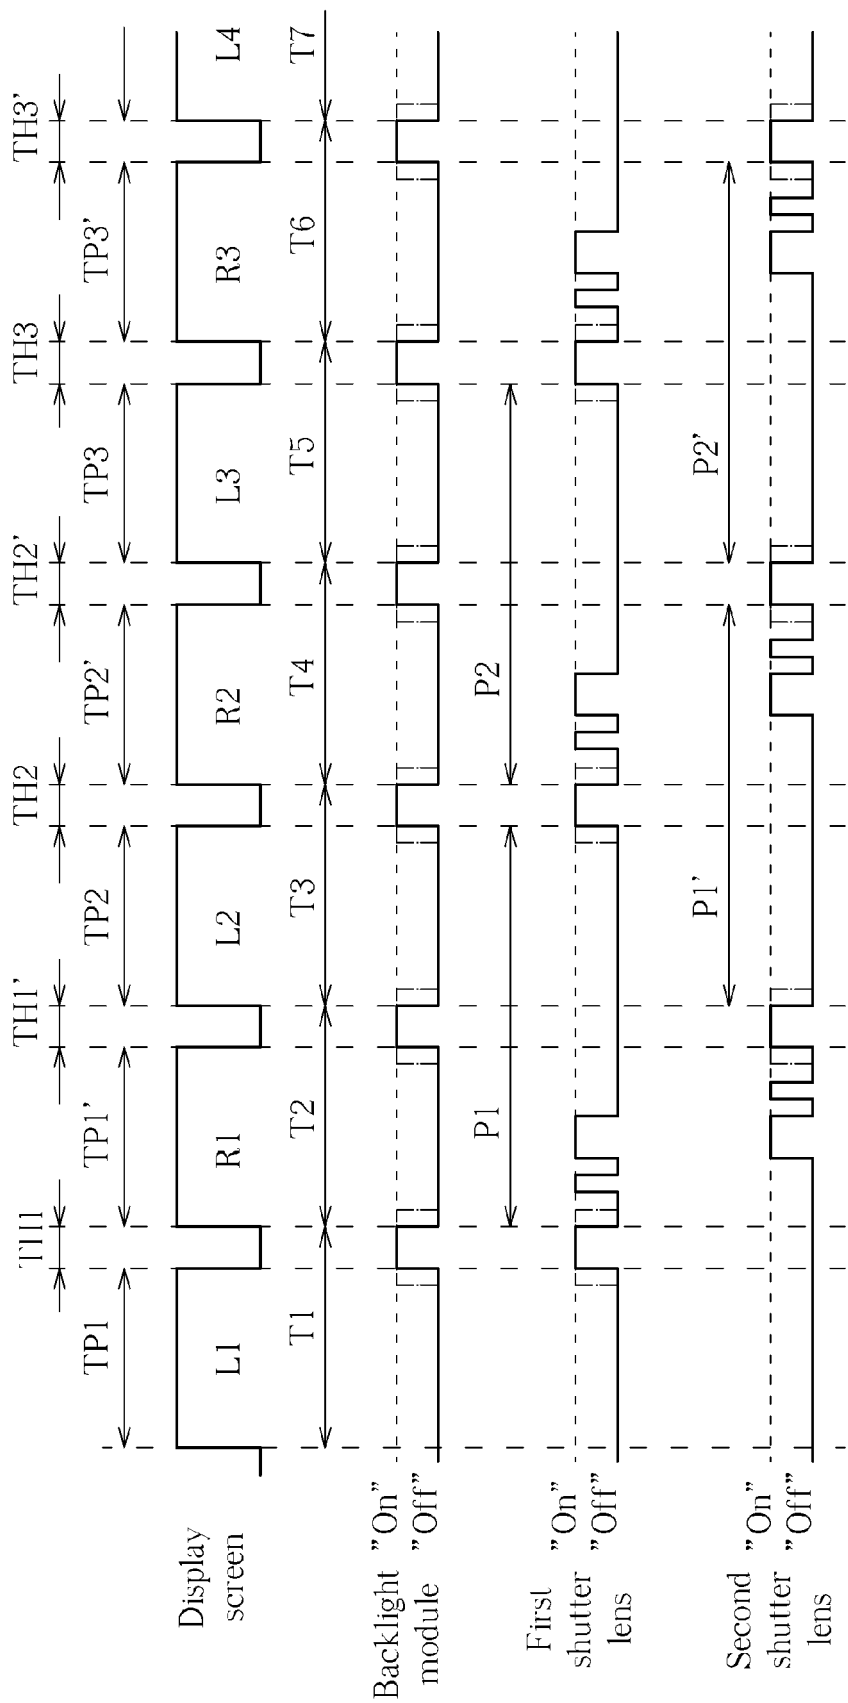 TH1 TH1' TH2 TH2' TH3 TH3'
TP1 TP1' TP2 TP2' TP3 TP3'
Display
screen
L1 R1 L2 R2 L3 R3 L4
T1 T2 T3 T4 T5 T6 T7
Backlight
module
"On"
"Off"
P1 P2
First
shutter
lens
"On"
"Off"
P1' P2'
Second
shutter
lens
"On"
"Off"